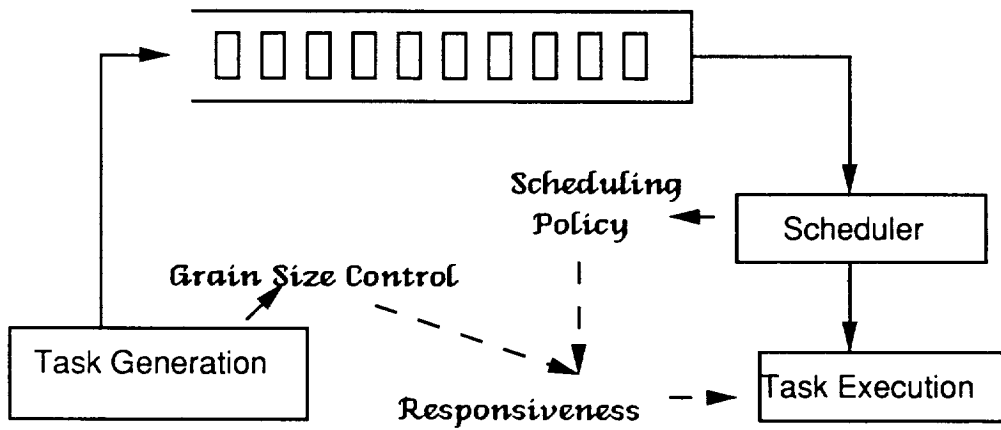 Scheduling
Policy
Scheduler
Grain Size Control
Task Generation
Task Execution
Responsiveness